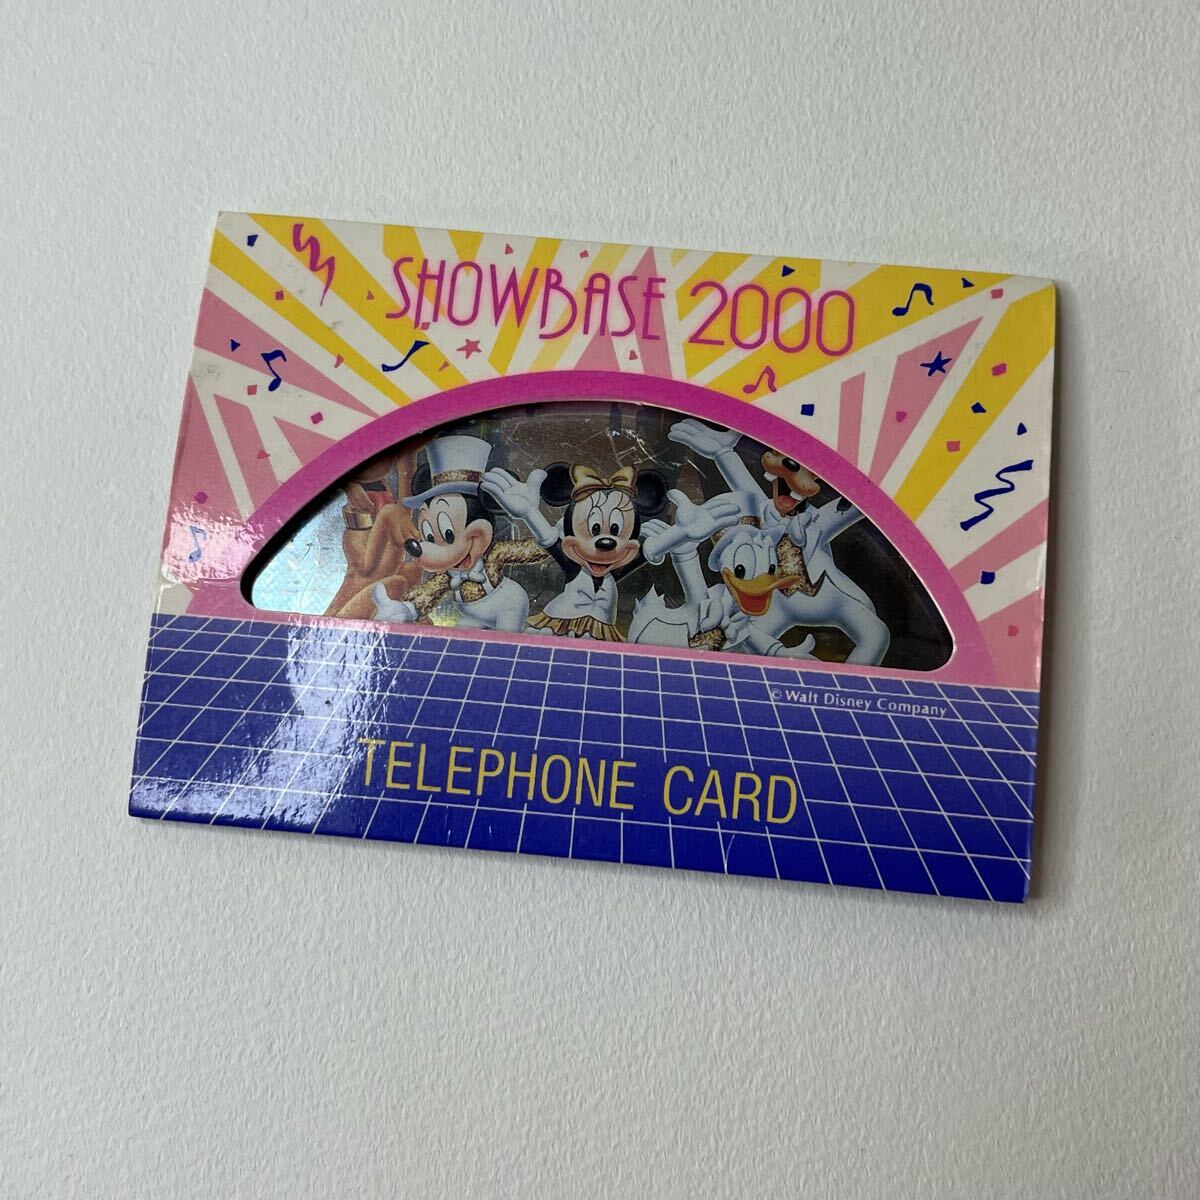 SHOWBASE 2000
© Walt Disney Company
TELEPHONE CARD